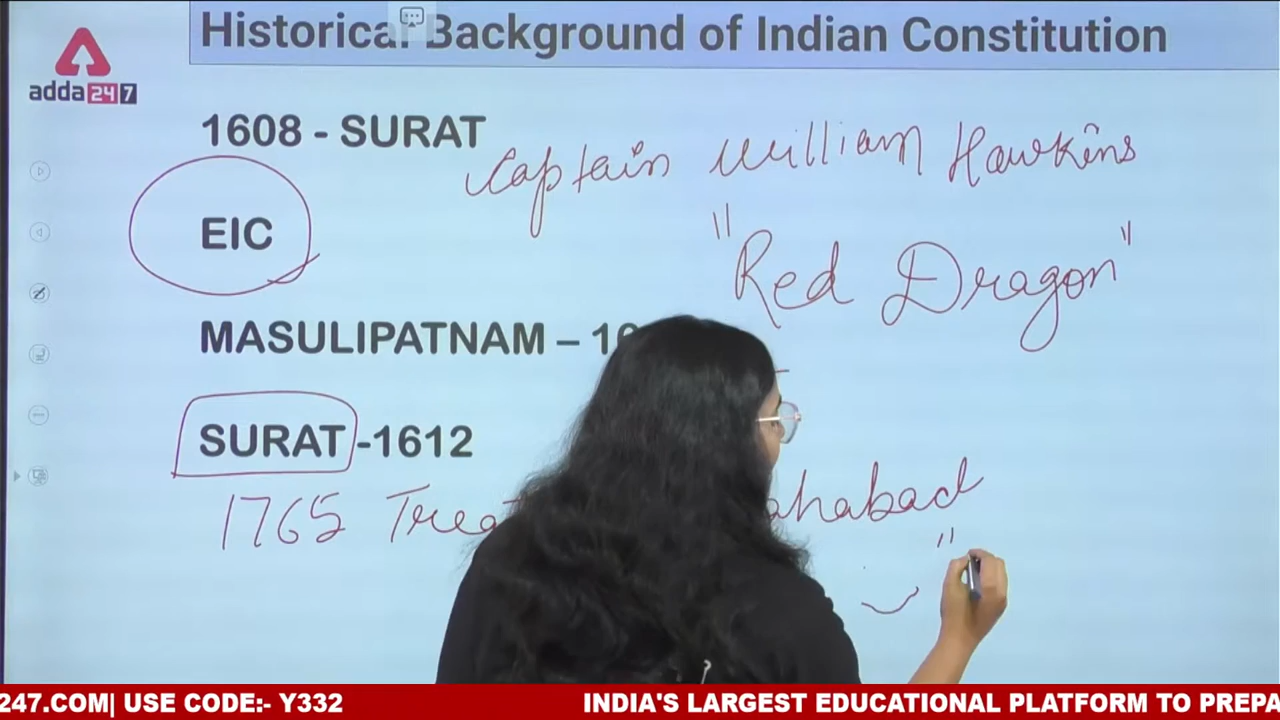 Historical Background of Indian Constitution
adda247
1608 - SURAT
Captain William Hawkins
EIC
"Red Dragon"
MASULIPATNAM – 16
SURAT -1612
1765 Treat ahabad
247.COM| USE CODE:- Y332
INDIA'S LARGEST EDUCATIONAL PLATFORM TO PREPA